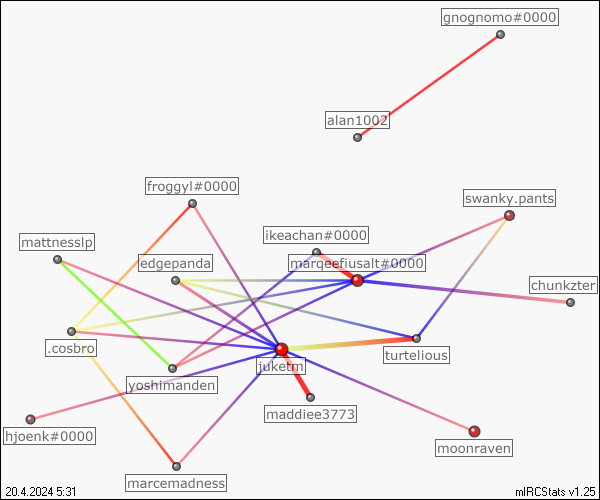 gnognomo#0000
alan1002
froggyl#0000
swanky.pants
ikeachan#0000
mattnesslp
edgepanda
marqeefiusalt#0000
chunkzter
.cosbro
turtelious
juketm
yoshimanden
maddiee3773
hjoenk#0000
moonraven
marcemadness
20.4.2024 5:31
mIRCStats v1.25